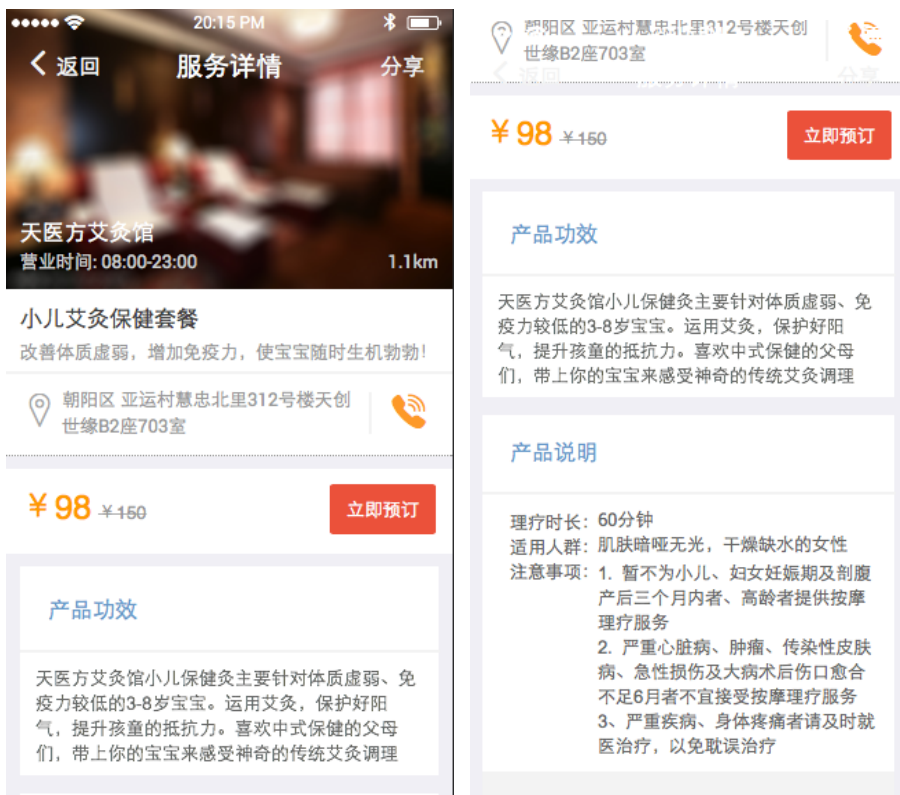 20:15 PM
返回
服务详情
分享
天医方艾灸馆
营业时间: 08:00-23:00
1.1km
小儿艾灸保健套餐
改善体质虚弱，增加免疫力，使宝宝随时生机勃勃！
朝阳区 亚运村慧忠北里312号楼天创
世缘B2座703室
￥98 ￥150
立即预订
产品功效
天医方艾灸馆小儿保健灸主要针对体质虚弱、免
疫力较低的3-8岁宝宝。运用艾灸，保护好阳
气，提升孩童的抵抗力。喜欢中式保健的父母
们，带上你的宝宝来感受神奇的传统艾灸调理
朝阳区 亚运村慧忠北里312号楼天创
世缘B2座703室
返回
服务详情
分享
￥98 ￥150
立即预订
产品功效
天医方艾灸馆小儿保健灸主要针对体质虚弱、免
疫力较低的3-8岁宝宝。运用艾灸，保护好阳
气，提升孩童的抵抗力。喜欢中式保健的父母
们，带上你的宝宝来感受神奇的传统艾灸调理
产品说明
理疗时长: 60分钟
适用人群: 肌肤暗哑无光，干燥缺水的女性
注意事项: 1. 暂不为小儿、妇女妊娠期及剖腹
产后三个月内者、高龄者提供按摩
理疗服务
2. 严重心脏病、肿瘤、传染性皮肤
病、急性损伤及大病术后伤口愈合
不足6月者不宜接受按摩理疗服务
3、严重疾病、身体疼痛者请及时就
医治疗，以免耽误治疗